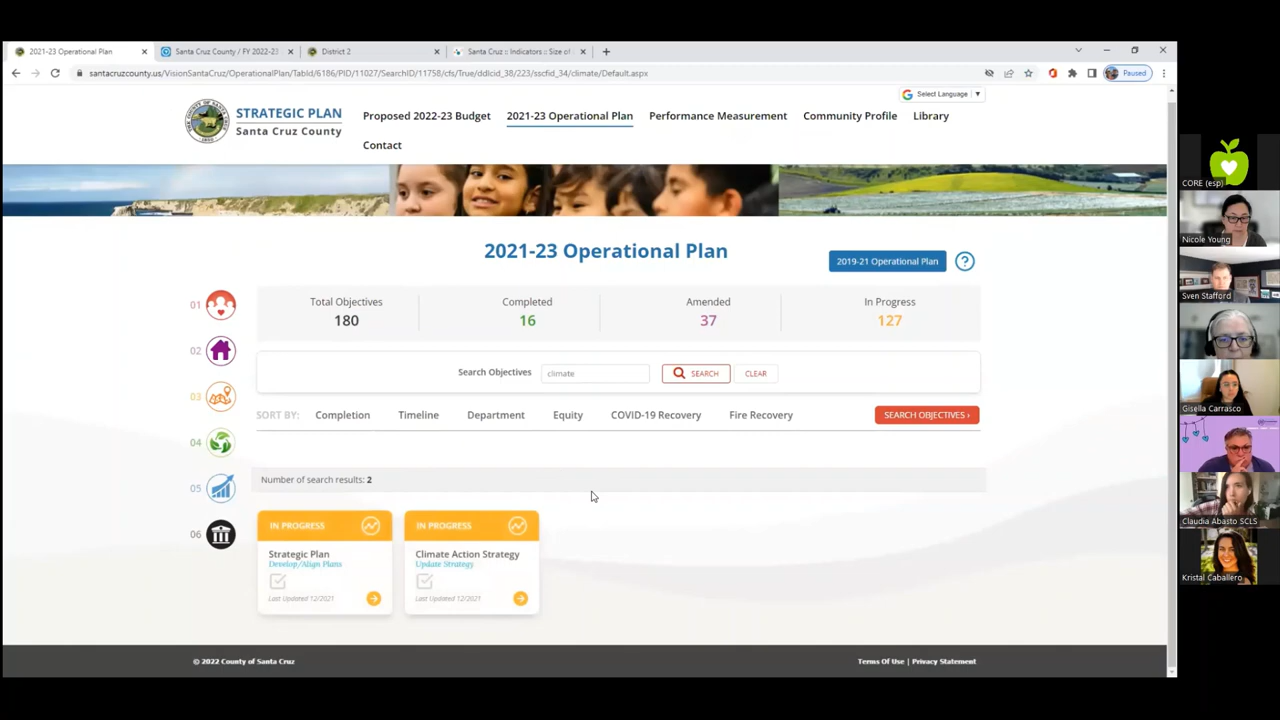 2021-23 Operational Plan
Santa Cruz County / FY 2022-23
District 2
Santa Cruz :: Indicators :: Size of
santacruzcounty.us/VisionSantaCruz/OperationalPlan/TabId/6186/PID/11027/SearchID/11758/cfs/True/ddlcid_38/223/sscfid_34/climate/Default.aspx
Paused
Select Language
STRATEGIC PLAN
Santa Cruz County
Proposed 2022-23 Budget
2021-23 Operational Plan
Performance Measurement
Community Profile
Library
Contact
2021-23 Operational Plan
2019-21 Operational Plan
?
Total Objectives
180
Completed
16
Amended
37
In Progress
127
Search Objectives
climate
SEARCH
CLEAR
SORT BY:
Completion
Timeline
Department
Equity
COVID-19 Recovery
Fire Recovery
SEARCH OBJECTIVES ›
01
02
03
04
05
06
Number of search results: 2
IN PROGRESS
Strategic Plan
Develop/Align Plans
Last Updated 12/2021
IN PROGRESS
Climate Action Strategy
Update Strategy
Last Updated 12/2021
© 2022 County of Santa Cruz
Terms Of Use | Privacy Statement
CORE (esp)
Nicole Young
Sven Stafford
Gisella Carrasco
Claudia Abasto SCLS
Kristal Caballero